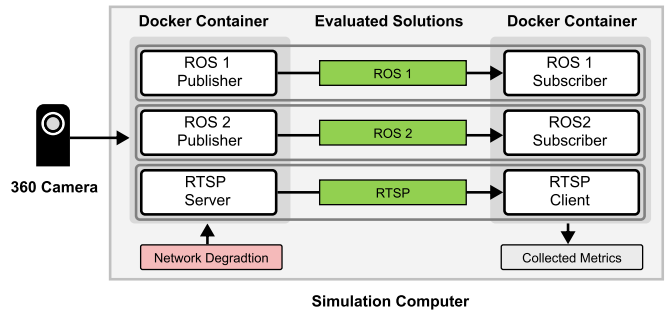 Docker Container
Evaluated Solutions
Docker Container
ROS 1
Publisher
ROS 1
ROS 1
Subscriber
ROS 2
Publisher
ROS 2
ROS2
Subscriber
360 Camera
RTSP
Server
RTSP
RTSP
Client
Network Degradtion
Collected Metrics
Simulation Computer